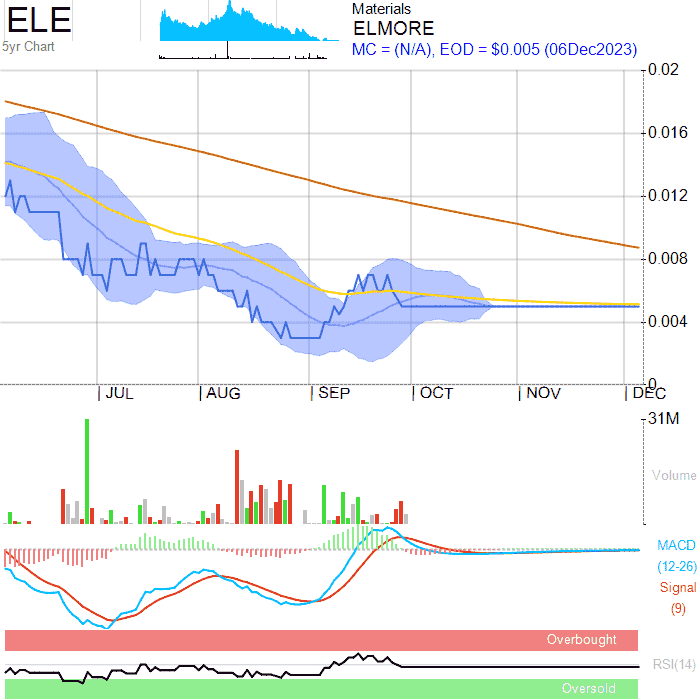 ELE
5yr Chart
Materials
ELMORE
MC = (N/A), EOD = $0.005 (06Dec2023)
0.02
0.016
0.012
0.008
0.004
0
JUL AUG SEP OCT NOV DEC
31M
Volume
MACD
(12-26)
Signal
(9)
Overbought
RSI(14)
Oversold